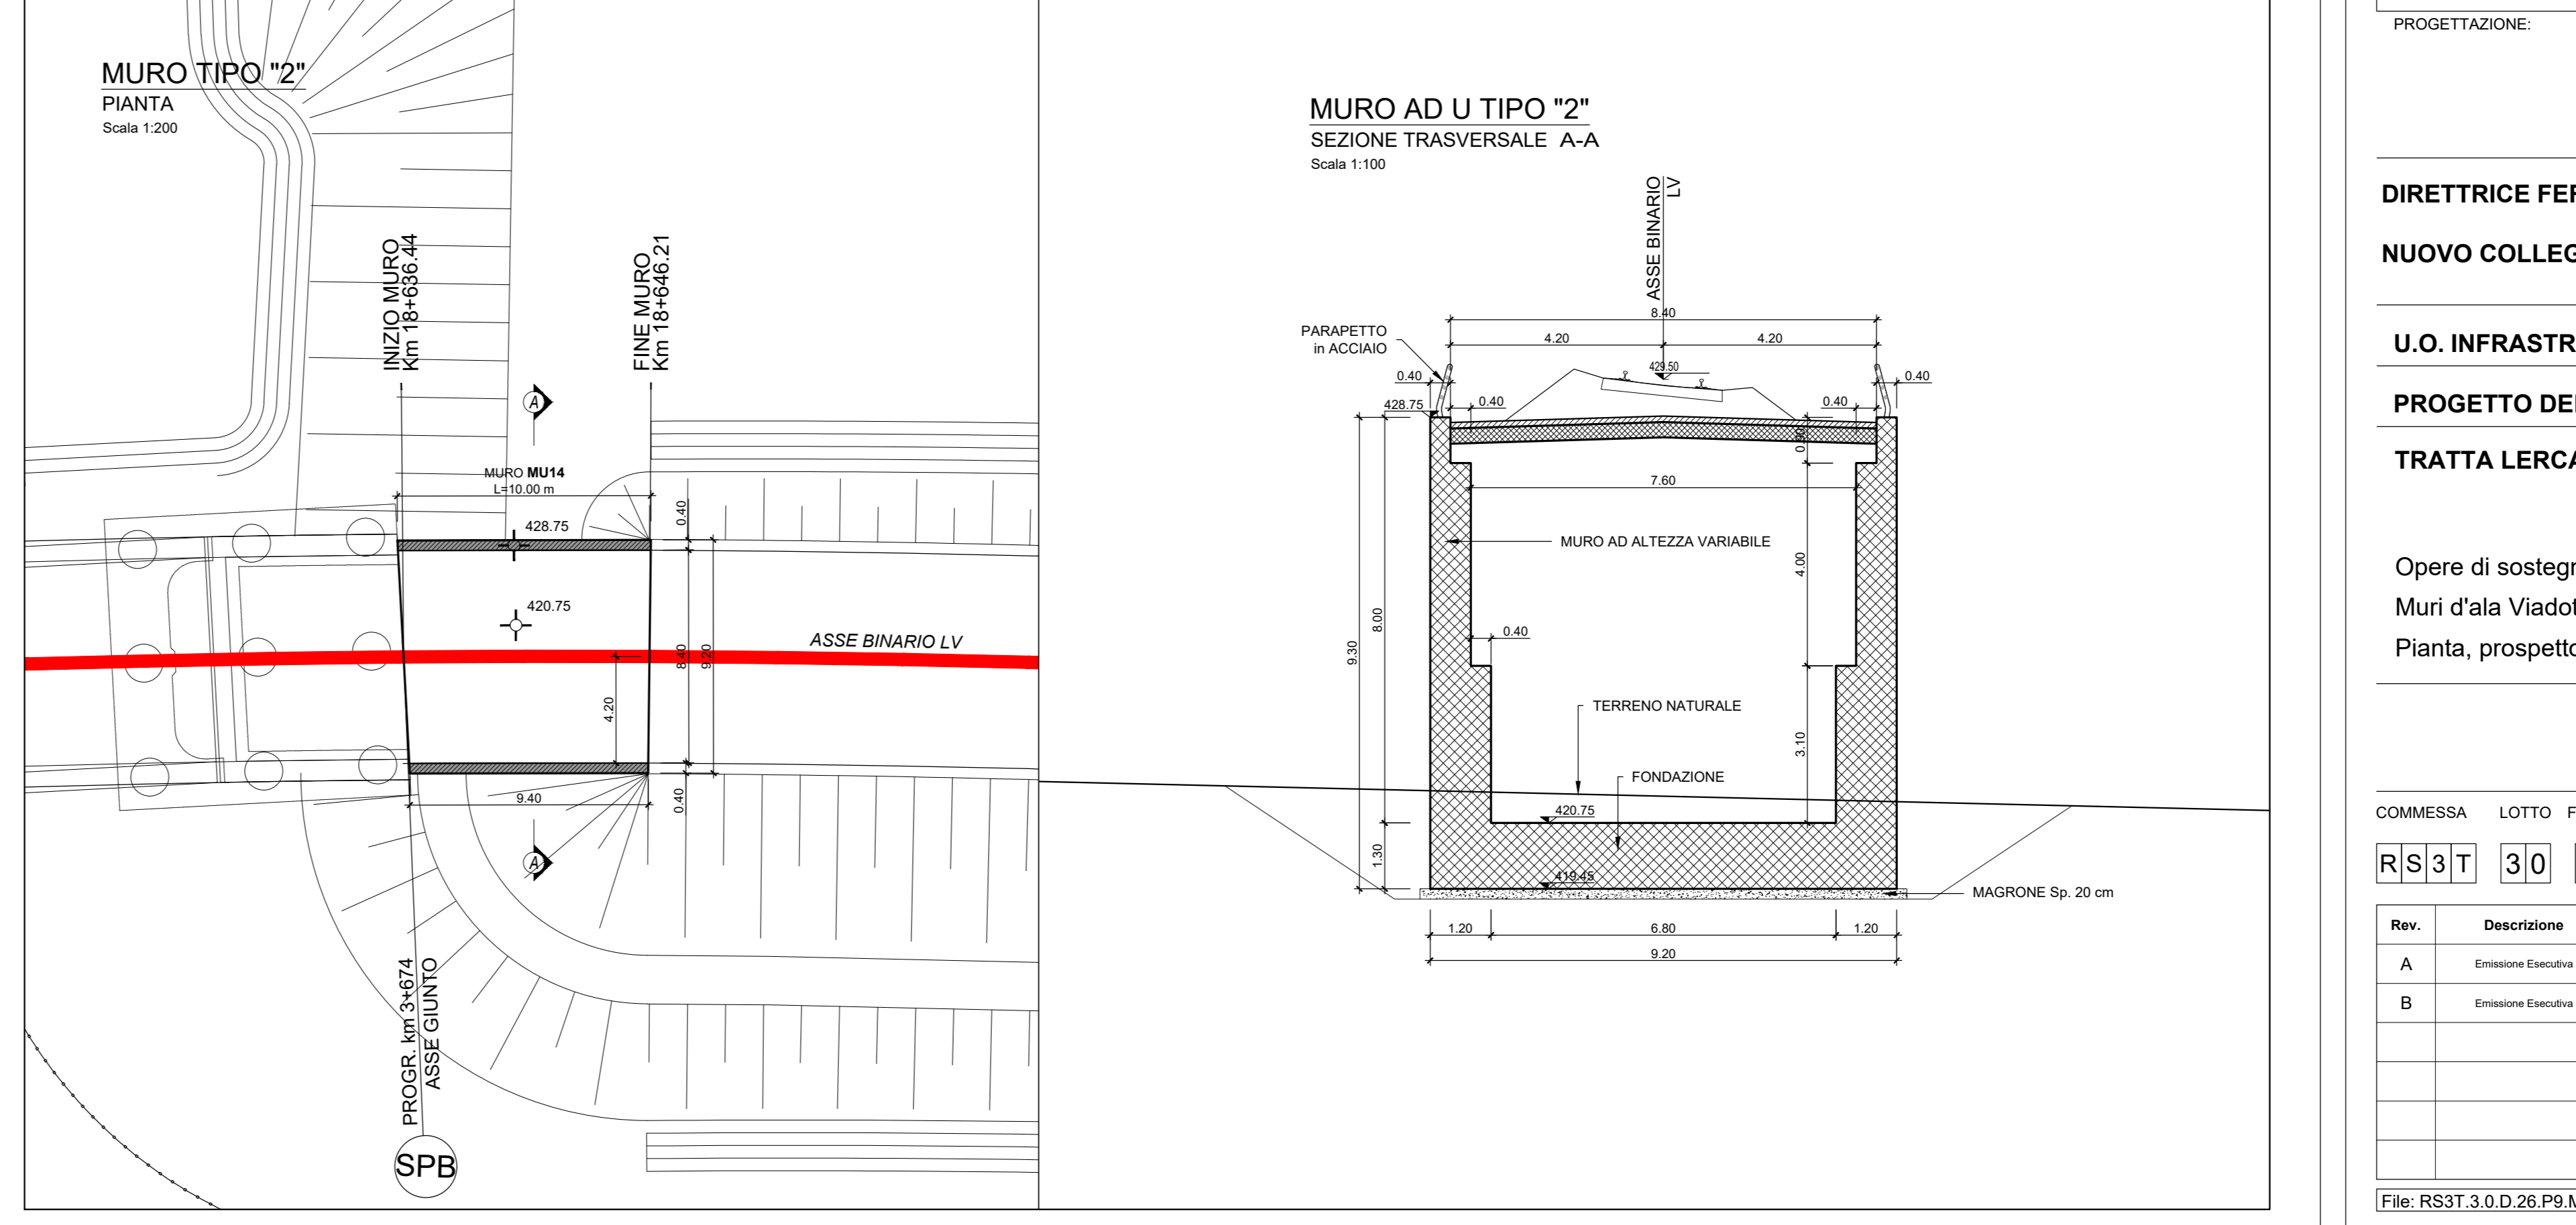 MURO TIPO "2"
PIANTA
Scala 1:200
INIZIO MURO
Km 18+636.44
FINE MURO
Km 18+646.21
A
MURO MU14
L=10.00 m
428.75
420.75
0.40
8.40
9.20
4.20
0.40
9.40
ASSE BINARIO LV
A
PROGR. km 3+674
ASSE GIUNTO
SPB
MURO AD U TIPO "2"
SEZIONE TRASVERSALE A-A
Scala 1:100
ASSE BINARIO
LV
8.40
4.20
4.20
PARAPETTO
in ACCIAIO
429.50
0.40
0.40
428.75
0.40
0.40
0.90
7.60
MURO AD ALTEZZA VARIABILE
4.00
8.00
9.30
0.40
TERRENO NATURALE
3.10
FONDAZIONE
420.75
1.30
419.45
MAGRONE Sp. 20 cm
1.20
6.80
1.20
9.20
PROGETTAZIONE:
DIRETTRICE FE
NUOVO COLLEG
U.O. INFRASTR
PROGETTO DE
TRATTA LERCA
Opere di sosteg
Muri d'ala Viadot
Pianta, prospetto
COMMESSA LOTTO F
RS3T 30
Rev. Descrizione
A Emissione Esecutiva
B Emissione Esecutiva
File: RS3T.3.0.D.26.P9.M